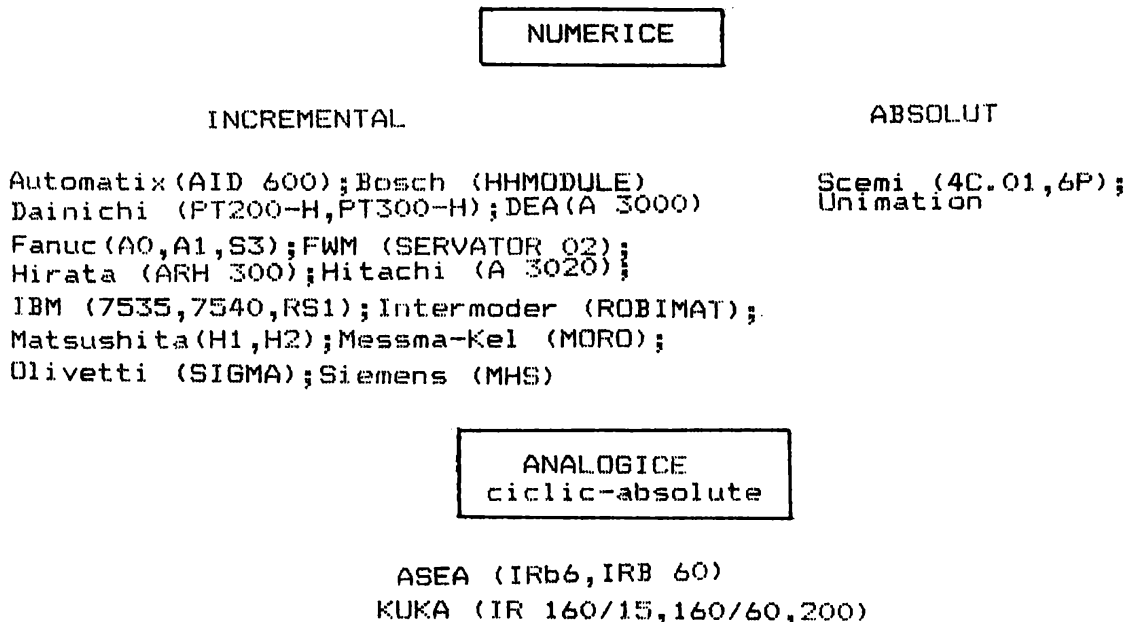 NUMERICE
INCREMENTAL
Automatix(AID 600);Bosch (HHMODULE)
Dainichi (PT200-H,PT300-H);DEA(A 3000)
Fanuc(A0,A1,S3);FWM (SERVATOR 02);
Hirata (ARH 300);Hitachi (A 3020);
IBM (7535,7540,RS1);Intermoder (ROBIMAT);
Matsushita(H1,H2);Messma-Kel (MORO);
Olivetti (SIGMA);Siemens (MHS)
ABSOLUT
Scemi (4C.01,6P);
Unimation
ANALOGICE
ciclic-absolute
ASEA (IRb6,IRB 60)
KUKA (IR 160/15,160/60,200)